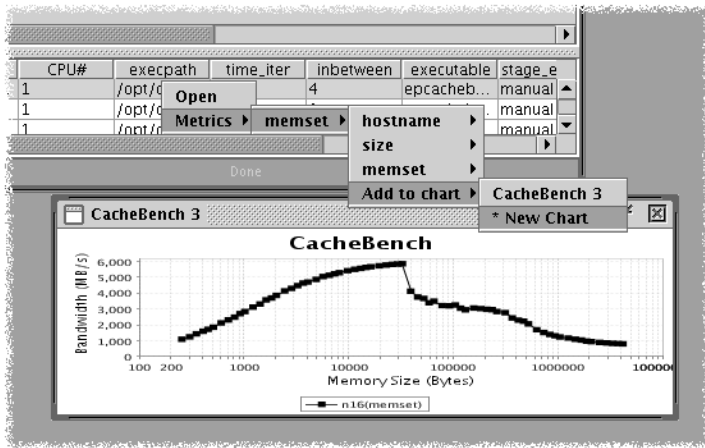 CPU# execpath time_iter inbetween executable stage_e
1 /opt/ 4 epcacheb... manual
1 manual
1 /opt/ manual
Open
Metrics memset hostname
size
memset
Done
Add to chart CacheBench 3
* New Chart
CacheBench 3
CacheBench
Bandwidth (MB/s)
6,000
5,000
4,000
3,000
2,000
1,000
0
100 200 1000 10000 100000 1000000 100000
Memory Size (Bytes)
n16(memset)